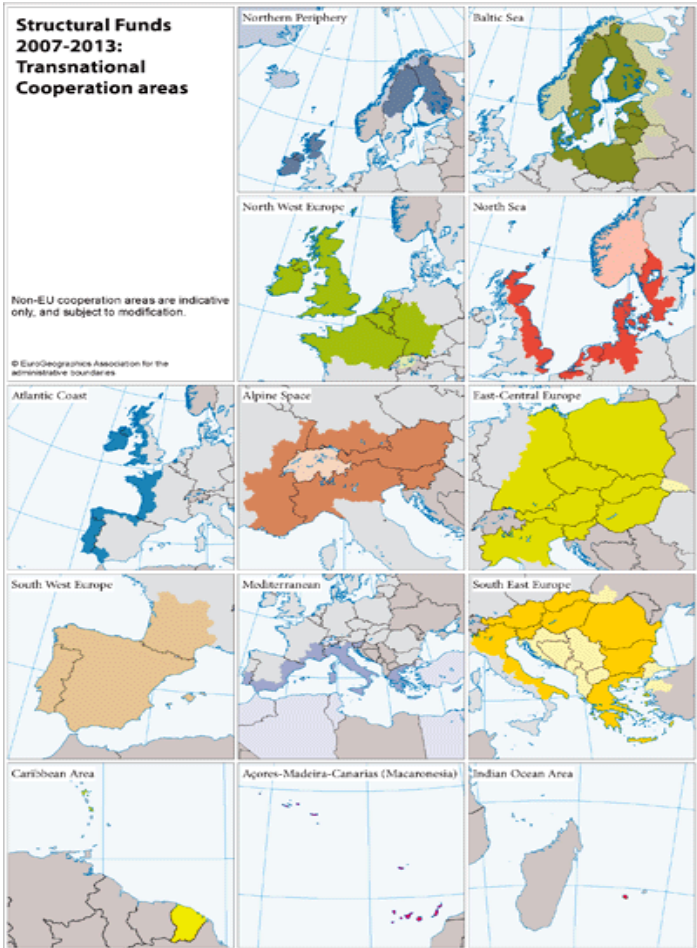 Structural Funds
2007-2013:
Transnational
Cooperation areas
Non-EU cooperation areas are indicative
only, and subject to modification.
© EuroGeographics Association for the
administrative boundaries
Northern Periphery
Baltic Sea
North West Europe
North Sea
Atlantic Coast
Alpine Space
East-Central Europe
South West Europe
Mediterranean
South East Europe
Caribbean Area
Açores-Madeira-Canarias (Macaronesia)
Indian Ocean Area